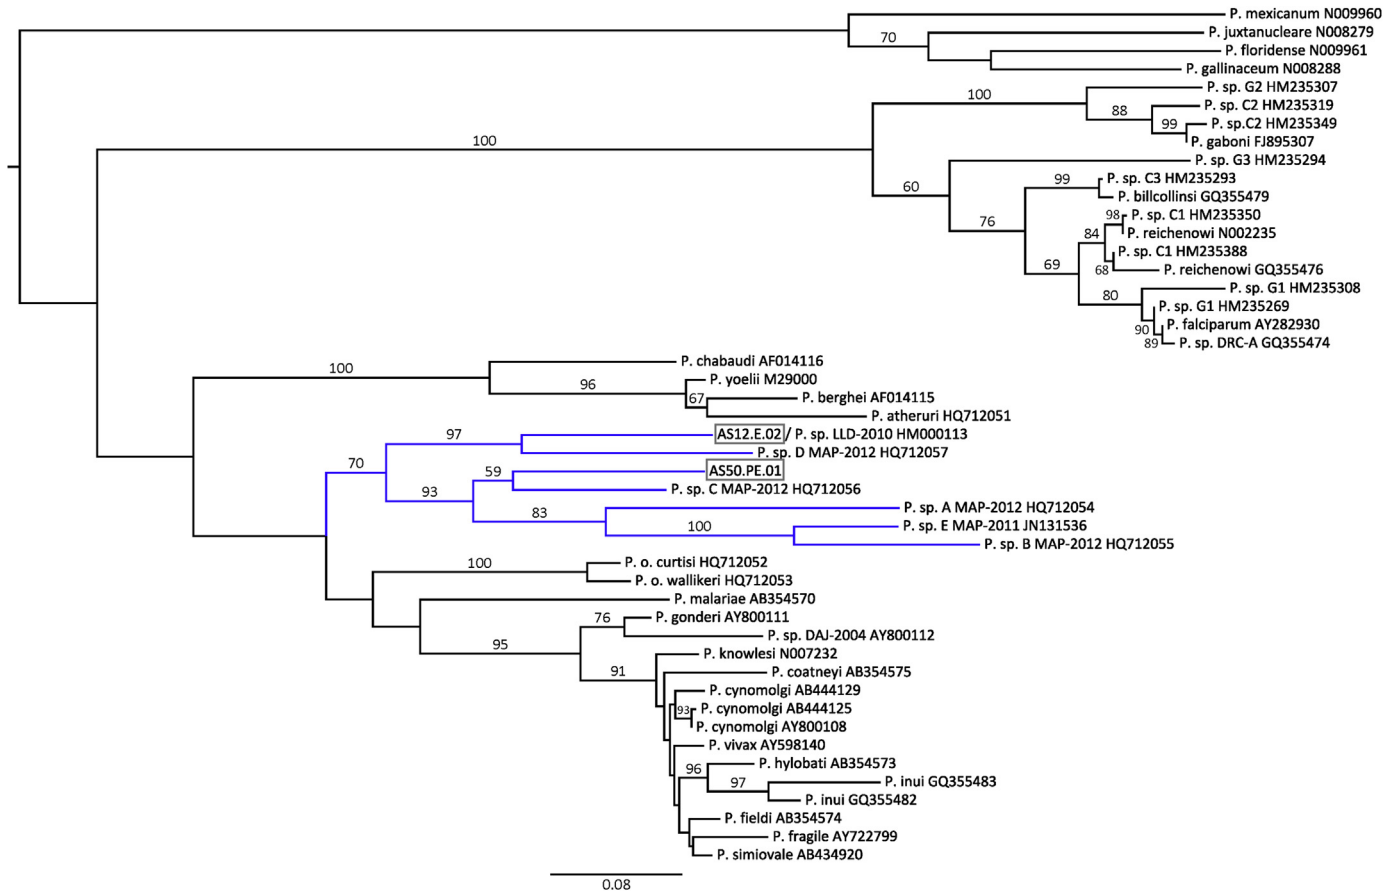 P. mexicanum N009960
P. juxtanucleare N008279
70
P. floridense N009961
P. gallinaceum N008288
P. sp. G2 HM235307
100
P. sp. C2 HM235319
88
P. sp.C2 HM235349
99
P. gaboni FJ895307
100
P. sp. G3 HM235294
P. sp. C3 HM235293
99
60
P. billcollinsi GQ355479
P. sp. C1 HM235350
98
76
P. reichenowi N002235
84
P. sp. C1 HM235388
69
68
P. reichenowi GQ355476
P. sp. G1 HM235308
80
P. sp. G1 HM235269
P. falciparum AY282930
90
P. sp. DRC-A GQ355474
89
P. chabaudi AF014116
100
P. yoelii M29000
96
67
P. berghei AF014115
P. atheruri HQ712051
97
AS12.E.02 / P. sp. LLD-2010 HM000113
P. sp. D MAP-2012 HQ712057
70
59
AS50.PE.01
93
P. sp. C MAP-2012 HQ712056
P. sp. A MAP-2012 HQ712054
83
100
P. sp. E MAP-2011 JN131536
P. sp. B MAP-2012 HQ712055
100
P. o. curtisi HQ712052
P. o. wallikeri HQ712053
P. malariae AB354570
76
P. gonderi AY800111
P. sp. DAJ-2004 AY800112
95
P. knowlesi N007232
91
P. coatneyi AB354575
P. cynomolgi AB444129
93
P. cynomolgi AB444125
P. cynomolgi AY800108
P. vivax AY598140
96
P. hylobati AB354573
97
P. inui GQ355483
P. inui GQ355482
P. fieldi AB354574
P. fragile AY722799
P. simiovale AB434920
0.08